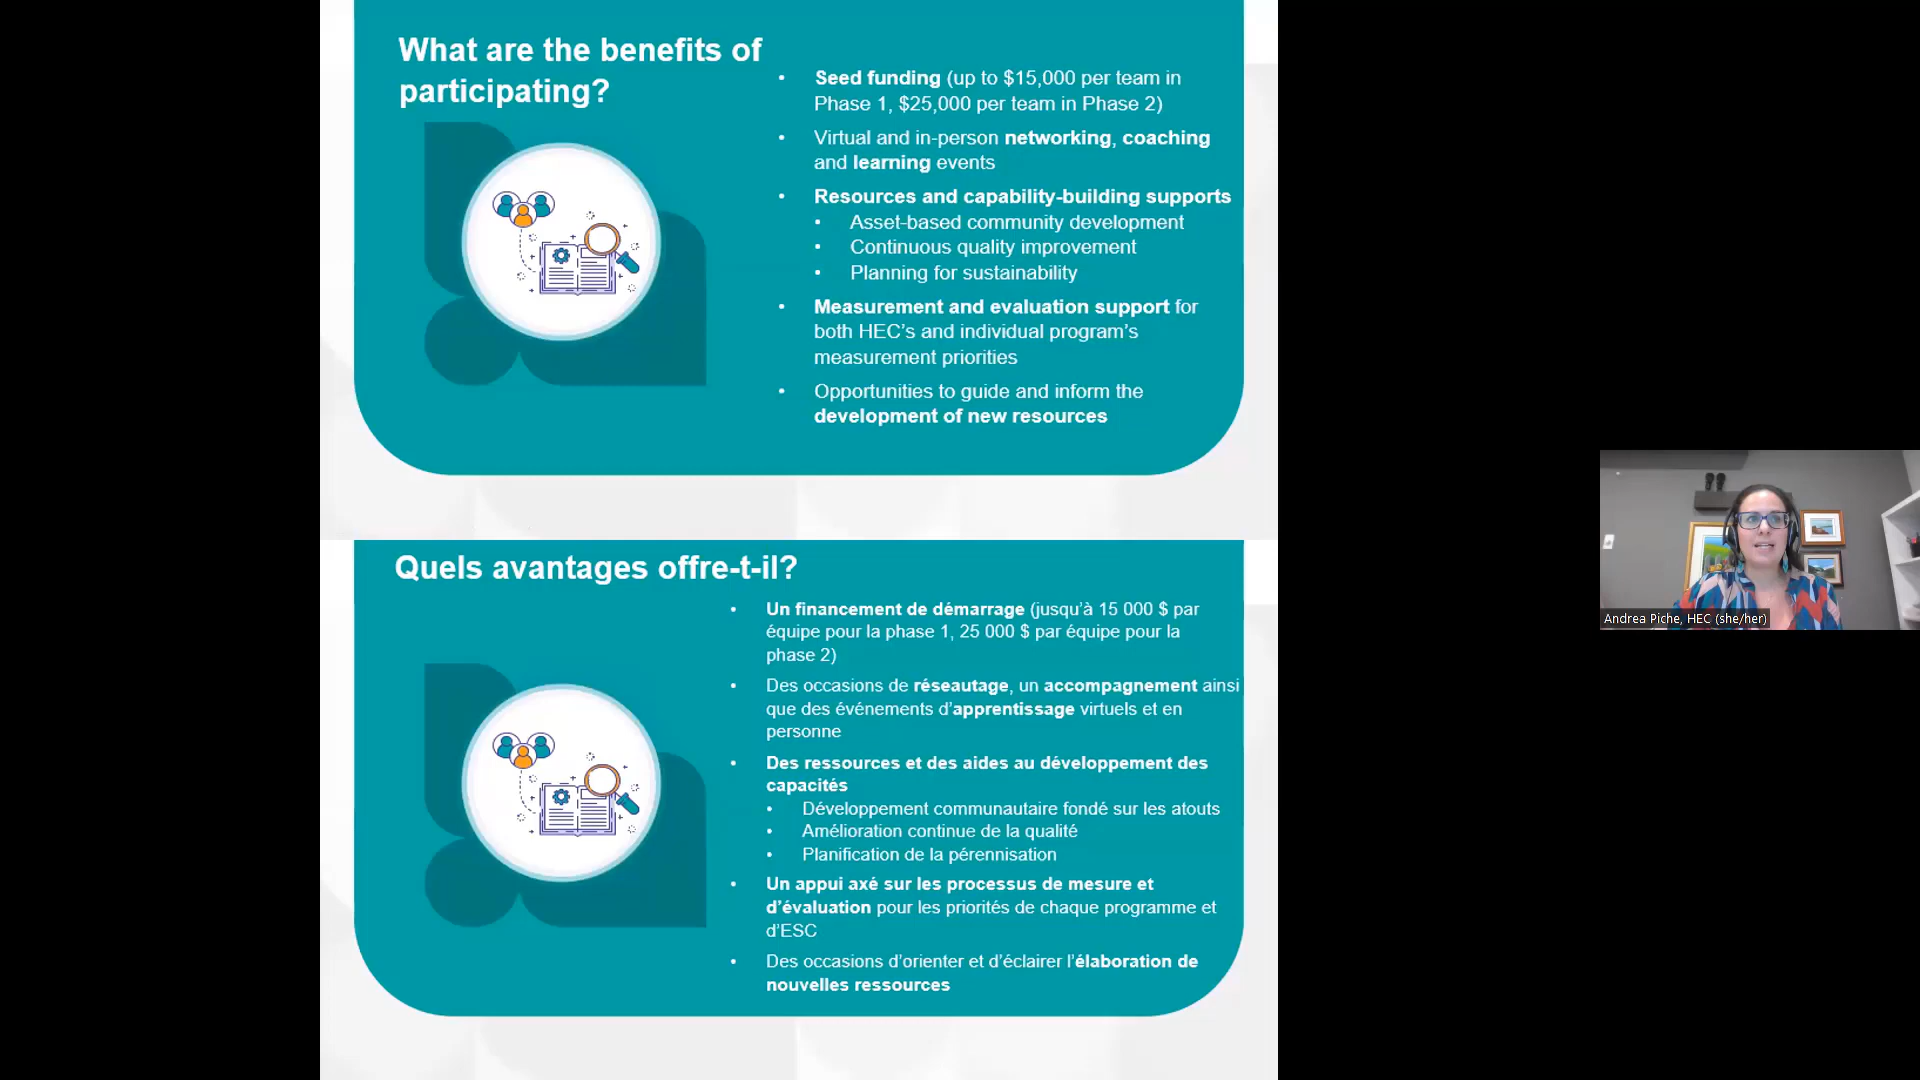 What are the benefits of
participating?
• Seed funding (up to $15,000 per team in
Phase 1, $25,000 per team in Phase 2)
• Virtual and in-person networking, coaching
and learning events
• Resources and capability-building supports
• Asset-based community development
• Continuous quality improvement
• Planning for sustainability
• Measurement and evaluation support for
both HEC’s and individual program’s
measurement priorities
• Opportunities to guide and inform the
development of new resources
Quels avantages offre-t-il?
• Un financement de démarrage (jusqu’à 15 000 $ par
équipe pour la phase 1, 25 000 $ par équipe pour la
phase 2)
• Des occasions de réseautage, un accompagnement ainsi
que des événements d’apprentissage virtuels et en
personne
• Des ressources et des aides au développement des
capacités
• Développement communautaire fondé sur les atouts
• Amélioration continue de la qualité
• Planification de la pérennisation
• Un appui axé sur les processus de mesure et
d’évaluation pour les priorités de chaque programme et
d’ESC
• Des occasions d’orienter et d’éclairer l’élaboration de
nouvelles ressources
Andrea Piche, HEC (she/her)